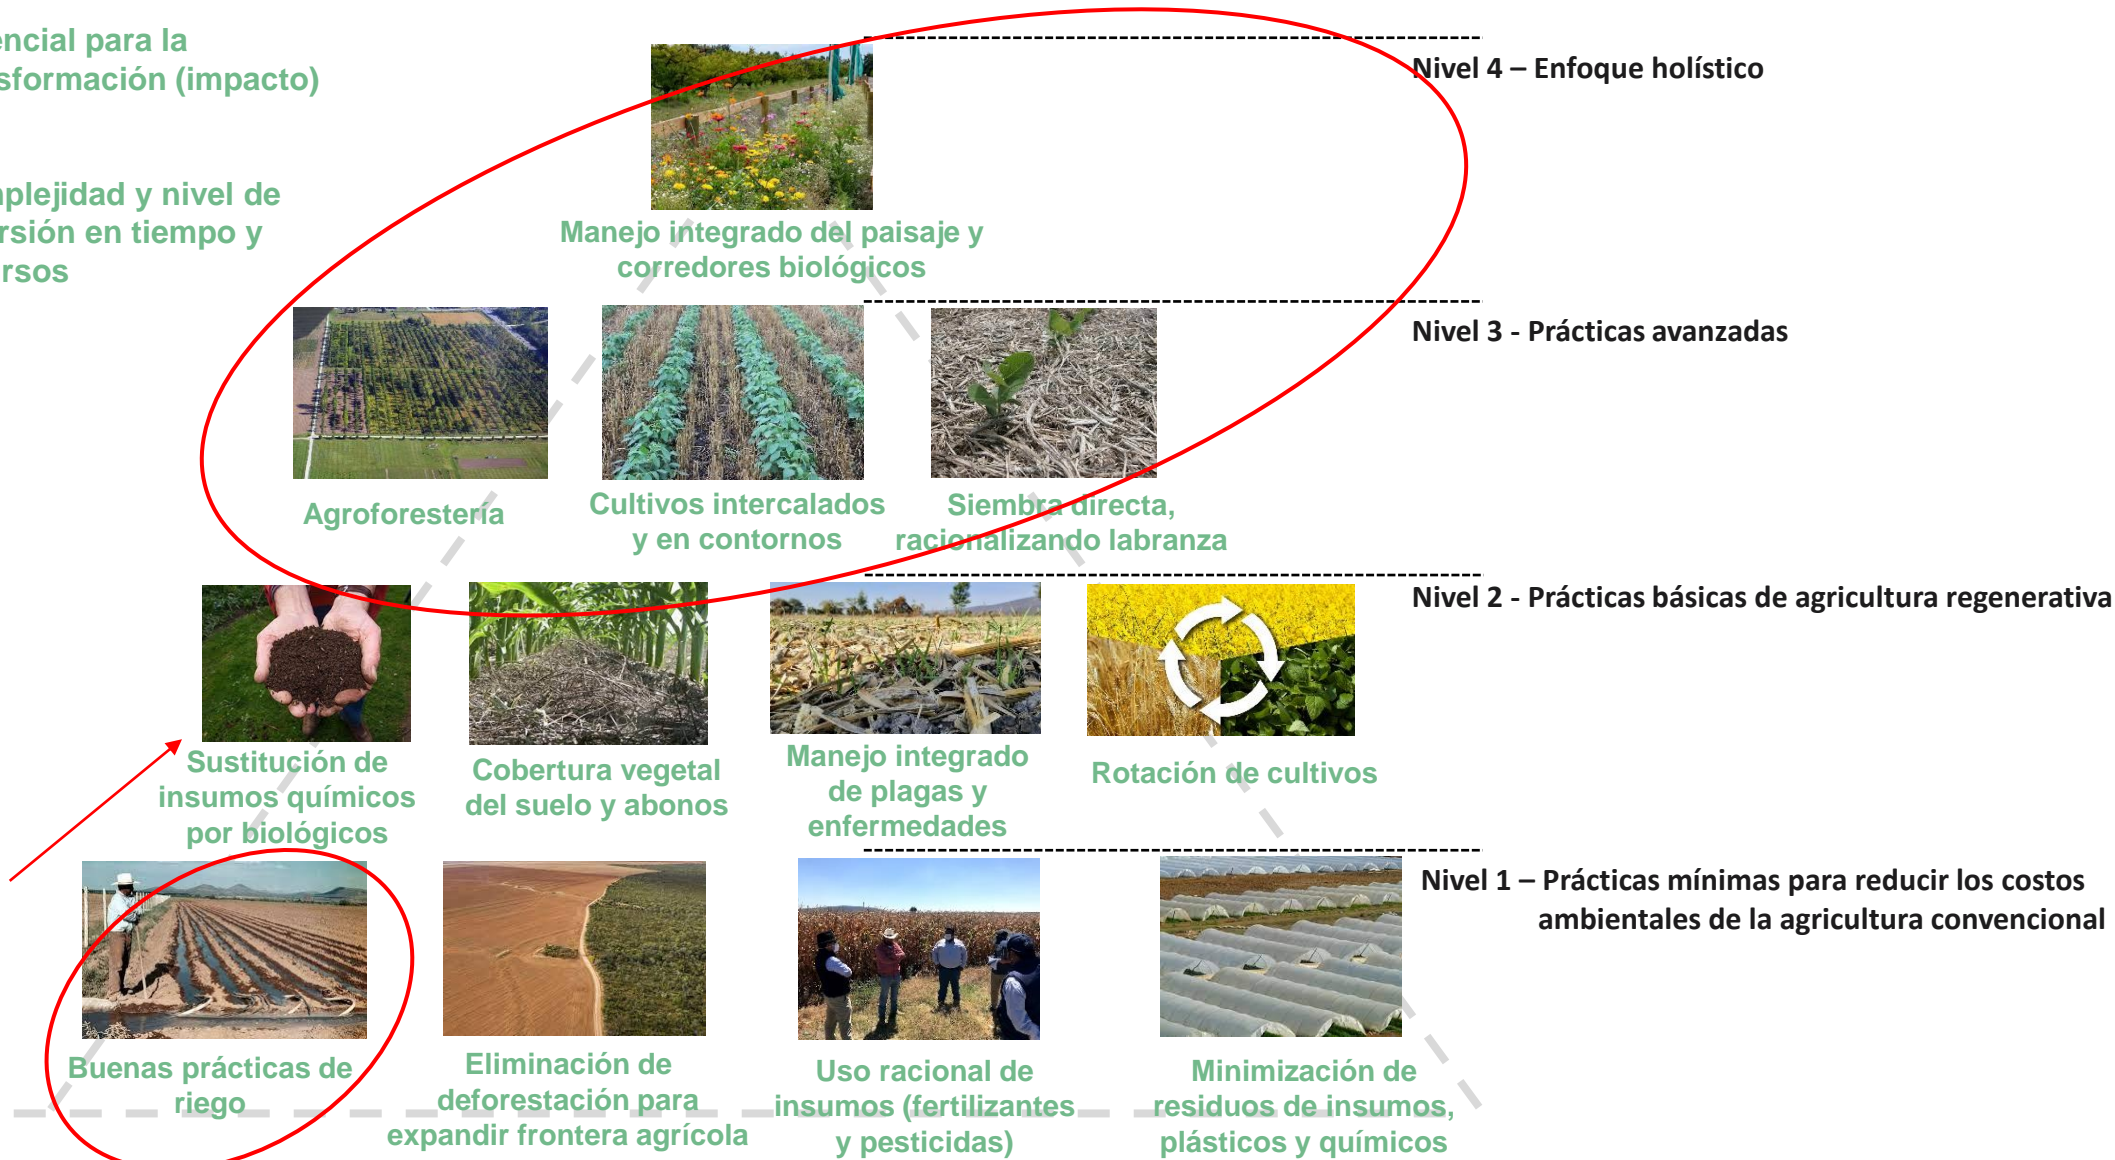 encial para la
sformación (impacto)
nplejidad y nivel de
ersión en tiempo y
ursos
Nivel 4 – Enfoque holístico
Manejo integrado del paisaje y
corredores biológicos
Nivel 3 - Prácticas avanzadas
Agroforestería
Cultivos intercalados
y en contornos
Siembra directa,
racionalizando labranza
Nivel 2 - Prácticas básicas de agricultura regenerativa
Sustitución de
insumos químicos
por biológicos
Cobertura vegetal
del suelo y abonos
Manejo integrado
de plagas y
enfermedades
Rotación de cultivos
Nivel 1 – Prácticas mínimas para reducir los costos
ambientales de la agricultura convencional
Buenas prácticas de
riego
Eliminación de
deforestación para
expandir frontera agrícola
Uso racional de
insumos (fertilizantes
y pesticidas)
Minimización de
residuos de insumos,
plásticos y químicos